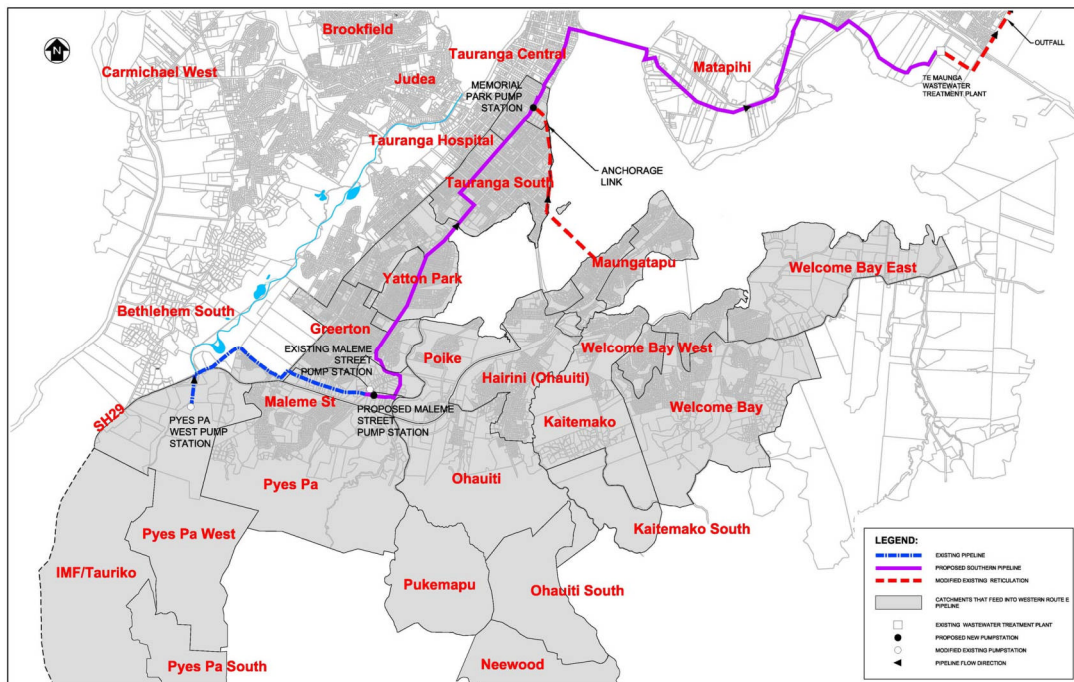 Brookfield
Tauranga Central
Carmichael West
Judea
Matapihi
OUTFALL
MEMORIAL
PARK PUMP
STATION
TE MAUNGA
WASTEWATER
TREATMENT PLANT
Tauranga Hospital
ANCHORAGE
LINK
Tauranga South
Maungatapu
Welcome Bay East
Yatton Park
Bethlehem South
Greerton
EXISTING MALEME
STREET
PUMP STATION
Poike
Welcome Bay West
Hairini (Ohauiti)
Maleme St
SH29
PYES PA
WEST PUMP
STATION
PROPOSED MALEME
STREET
PUMP STATION
Kaitemako
Welcome Bay
Pyes Pa
Ohauiti
Kaitemako South
Pyes Pa West
IMF/Tauriko
Pukemapu
Ohauiti South
Pyes Pa South
Neewood
N
LEGEND:
EXISTING PIPELINE
PROPOSED SOUTHERN PIPELINE
MODIFIED EXISTING RETICULATION
CATCHMENTS THAT FEED INTO WESTERN ROUTE E
PIPELINE
EXISTING WASTEWATER TREATMENT PLANT
PROPOSED NEW PUMPSTATION
MODIFIED EXISTING PUMPSTATION
PIPELINE FLOW DIRECTION